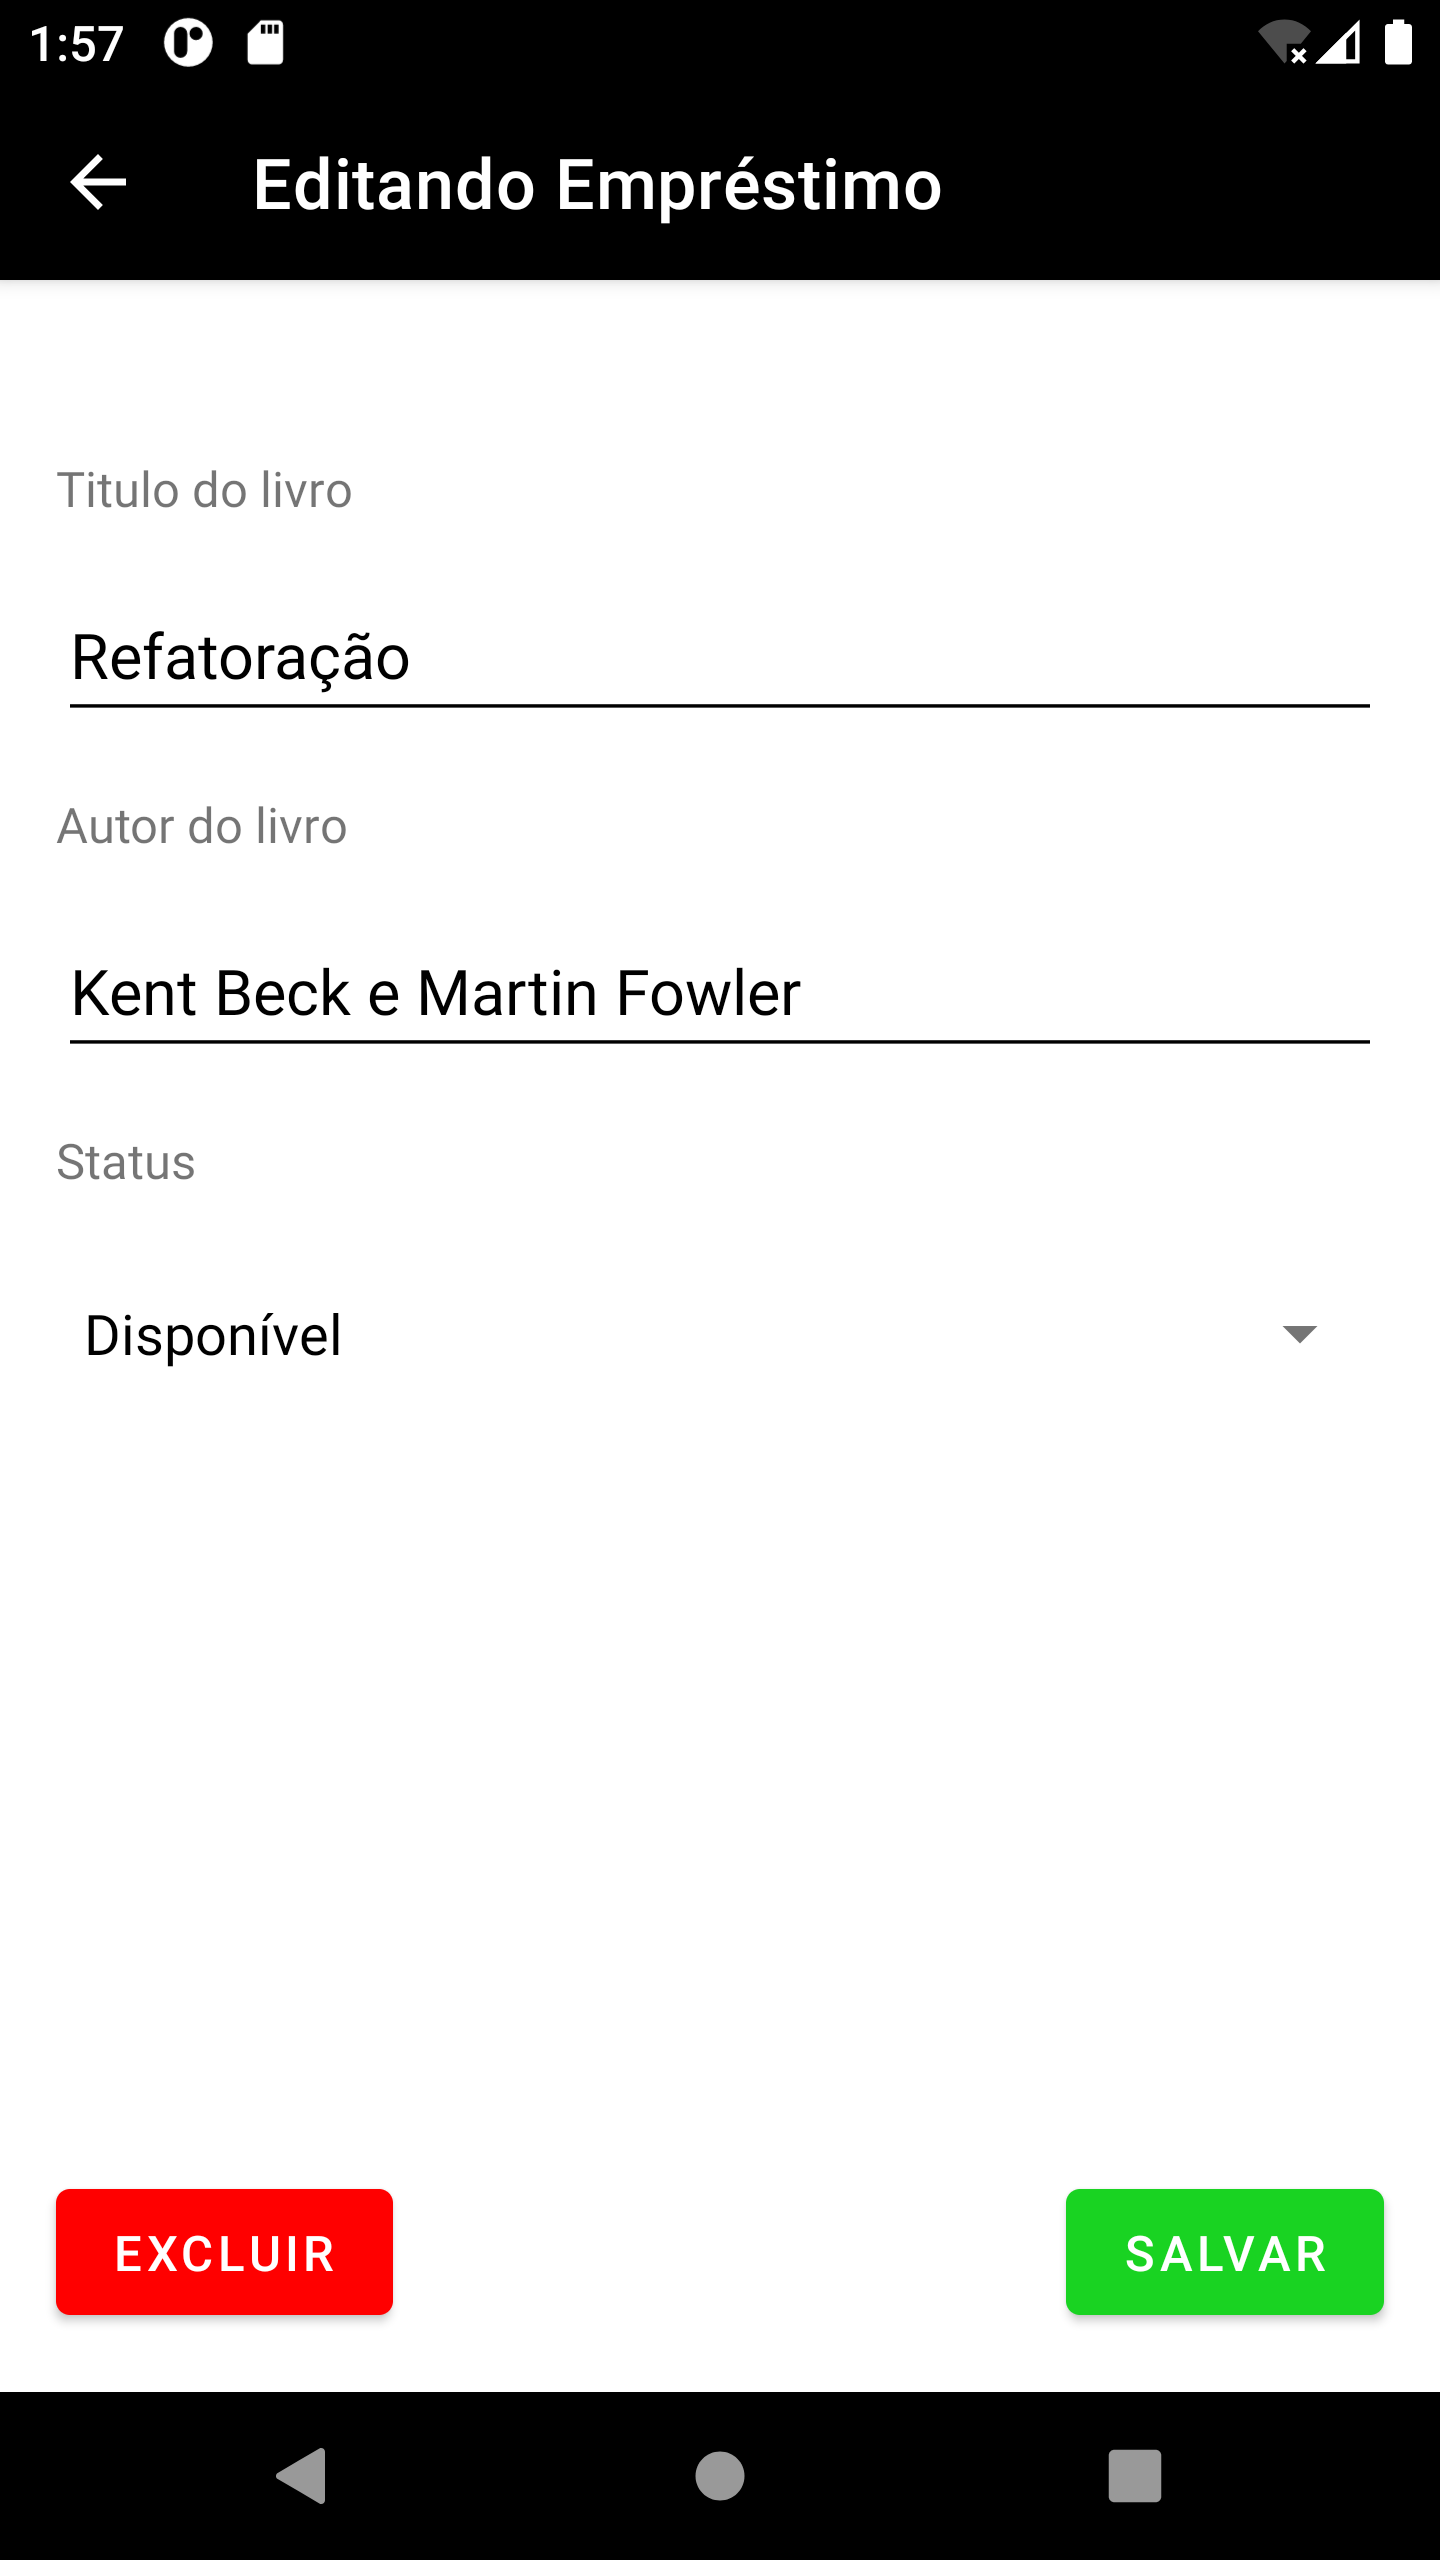 1:57
Editando Empréstimo
Titulo do livro
Refatoração
Autor do livro
Kent Beck e Martin Fowler
Status
Disponível
EXCLUIR
SALVAR